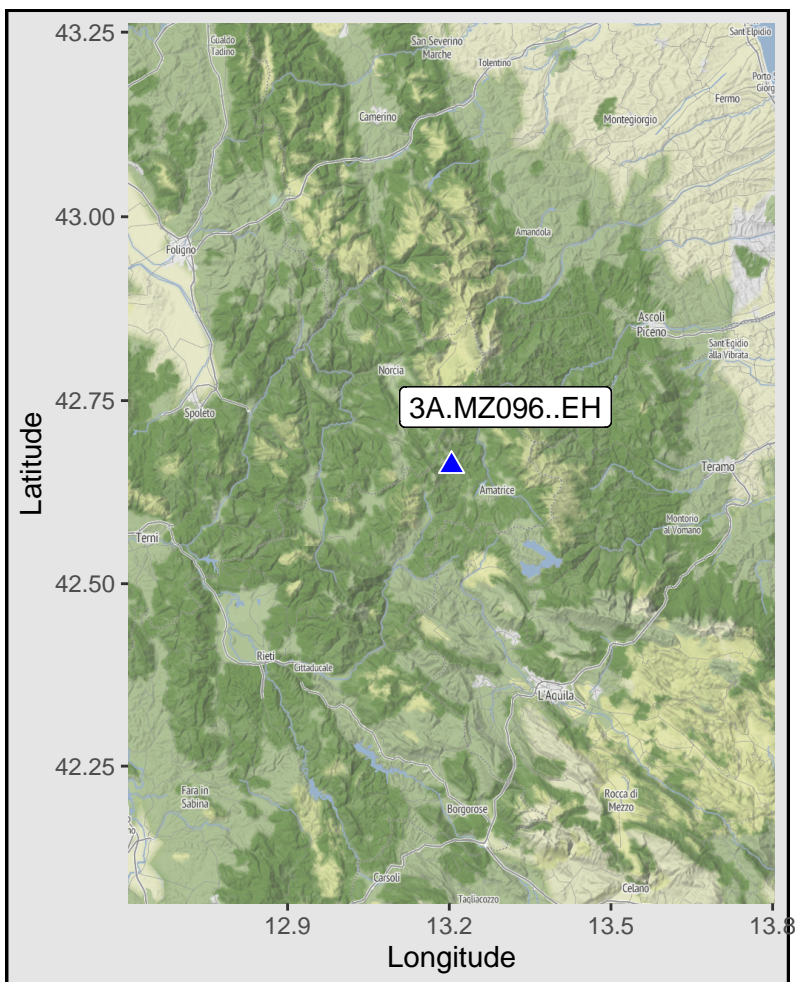 43.25
43.00
42.75
42.50
42.25
Latitude
Gualdo
Tadino
San Severino
Marche
Sant'Elpidio
Tolentino
Porto S
Giorg
Fermo
Camerino
Montegiorgio
Foligno
Amandola
Ascoli
Piceno
Sant'Egidio
alla Vibrata
Norcia
Spoleto
3A.MZ096..EH
Teramo
Amatrice
Montorio
al Vomano
Terni
Rieti
Cittaducale
L'Aquila
Fara in
Sabina
Rocca di
Mezzo
Borgorose
Carsoli
Celano
Tagliacozzo
12.9
13.2
13.5
13.8
Longitude